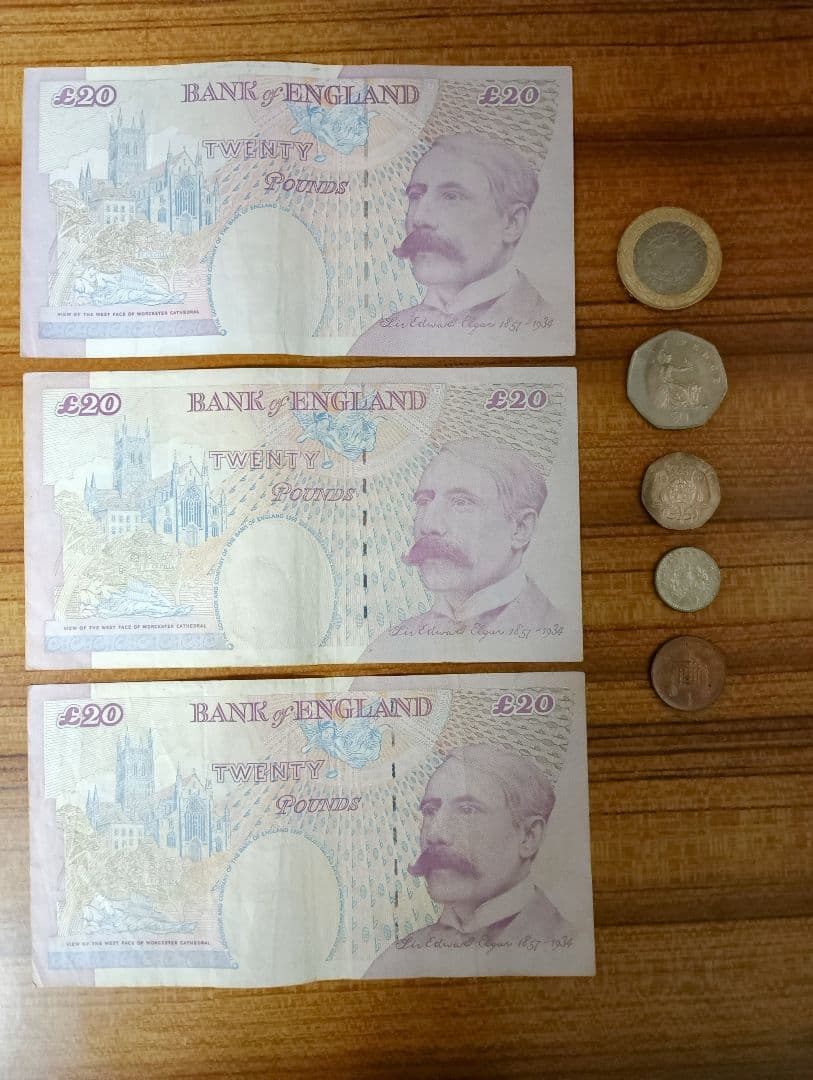 £20 BANK of ENGLAND £20
TWENTY
POUNDS
VIEW OF THE WEST FACE OF WORCESTER CATHEDRAL
Sir Edward Elgar 1857 - 1934
£20 BANK of ENGLAND £20
TWENTY
POUNDS
VIEW OF THE WEST FACE OF WORCESTER CATHEDRAL
Sir Edward Elgar 1857 - 1934
£20 BANK of ENGLAND £20
TWENTY
POUNDS
VIEW OF THE WEST FACE OF WORCESTER CATHEDRAL
Sir Edward Elgar 1857 - 1934